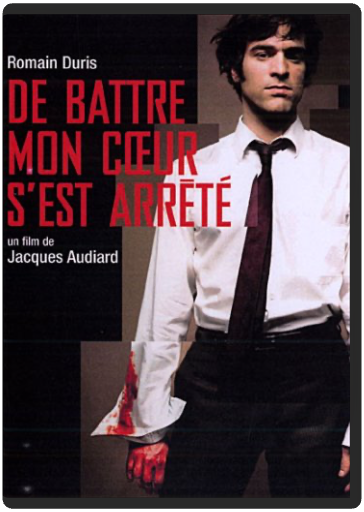 Romain Duris
DE BATTRE
MON CŒUR
S'EST ARRÊTÉ
un film de
Jacques Audiard